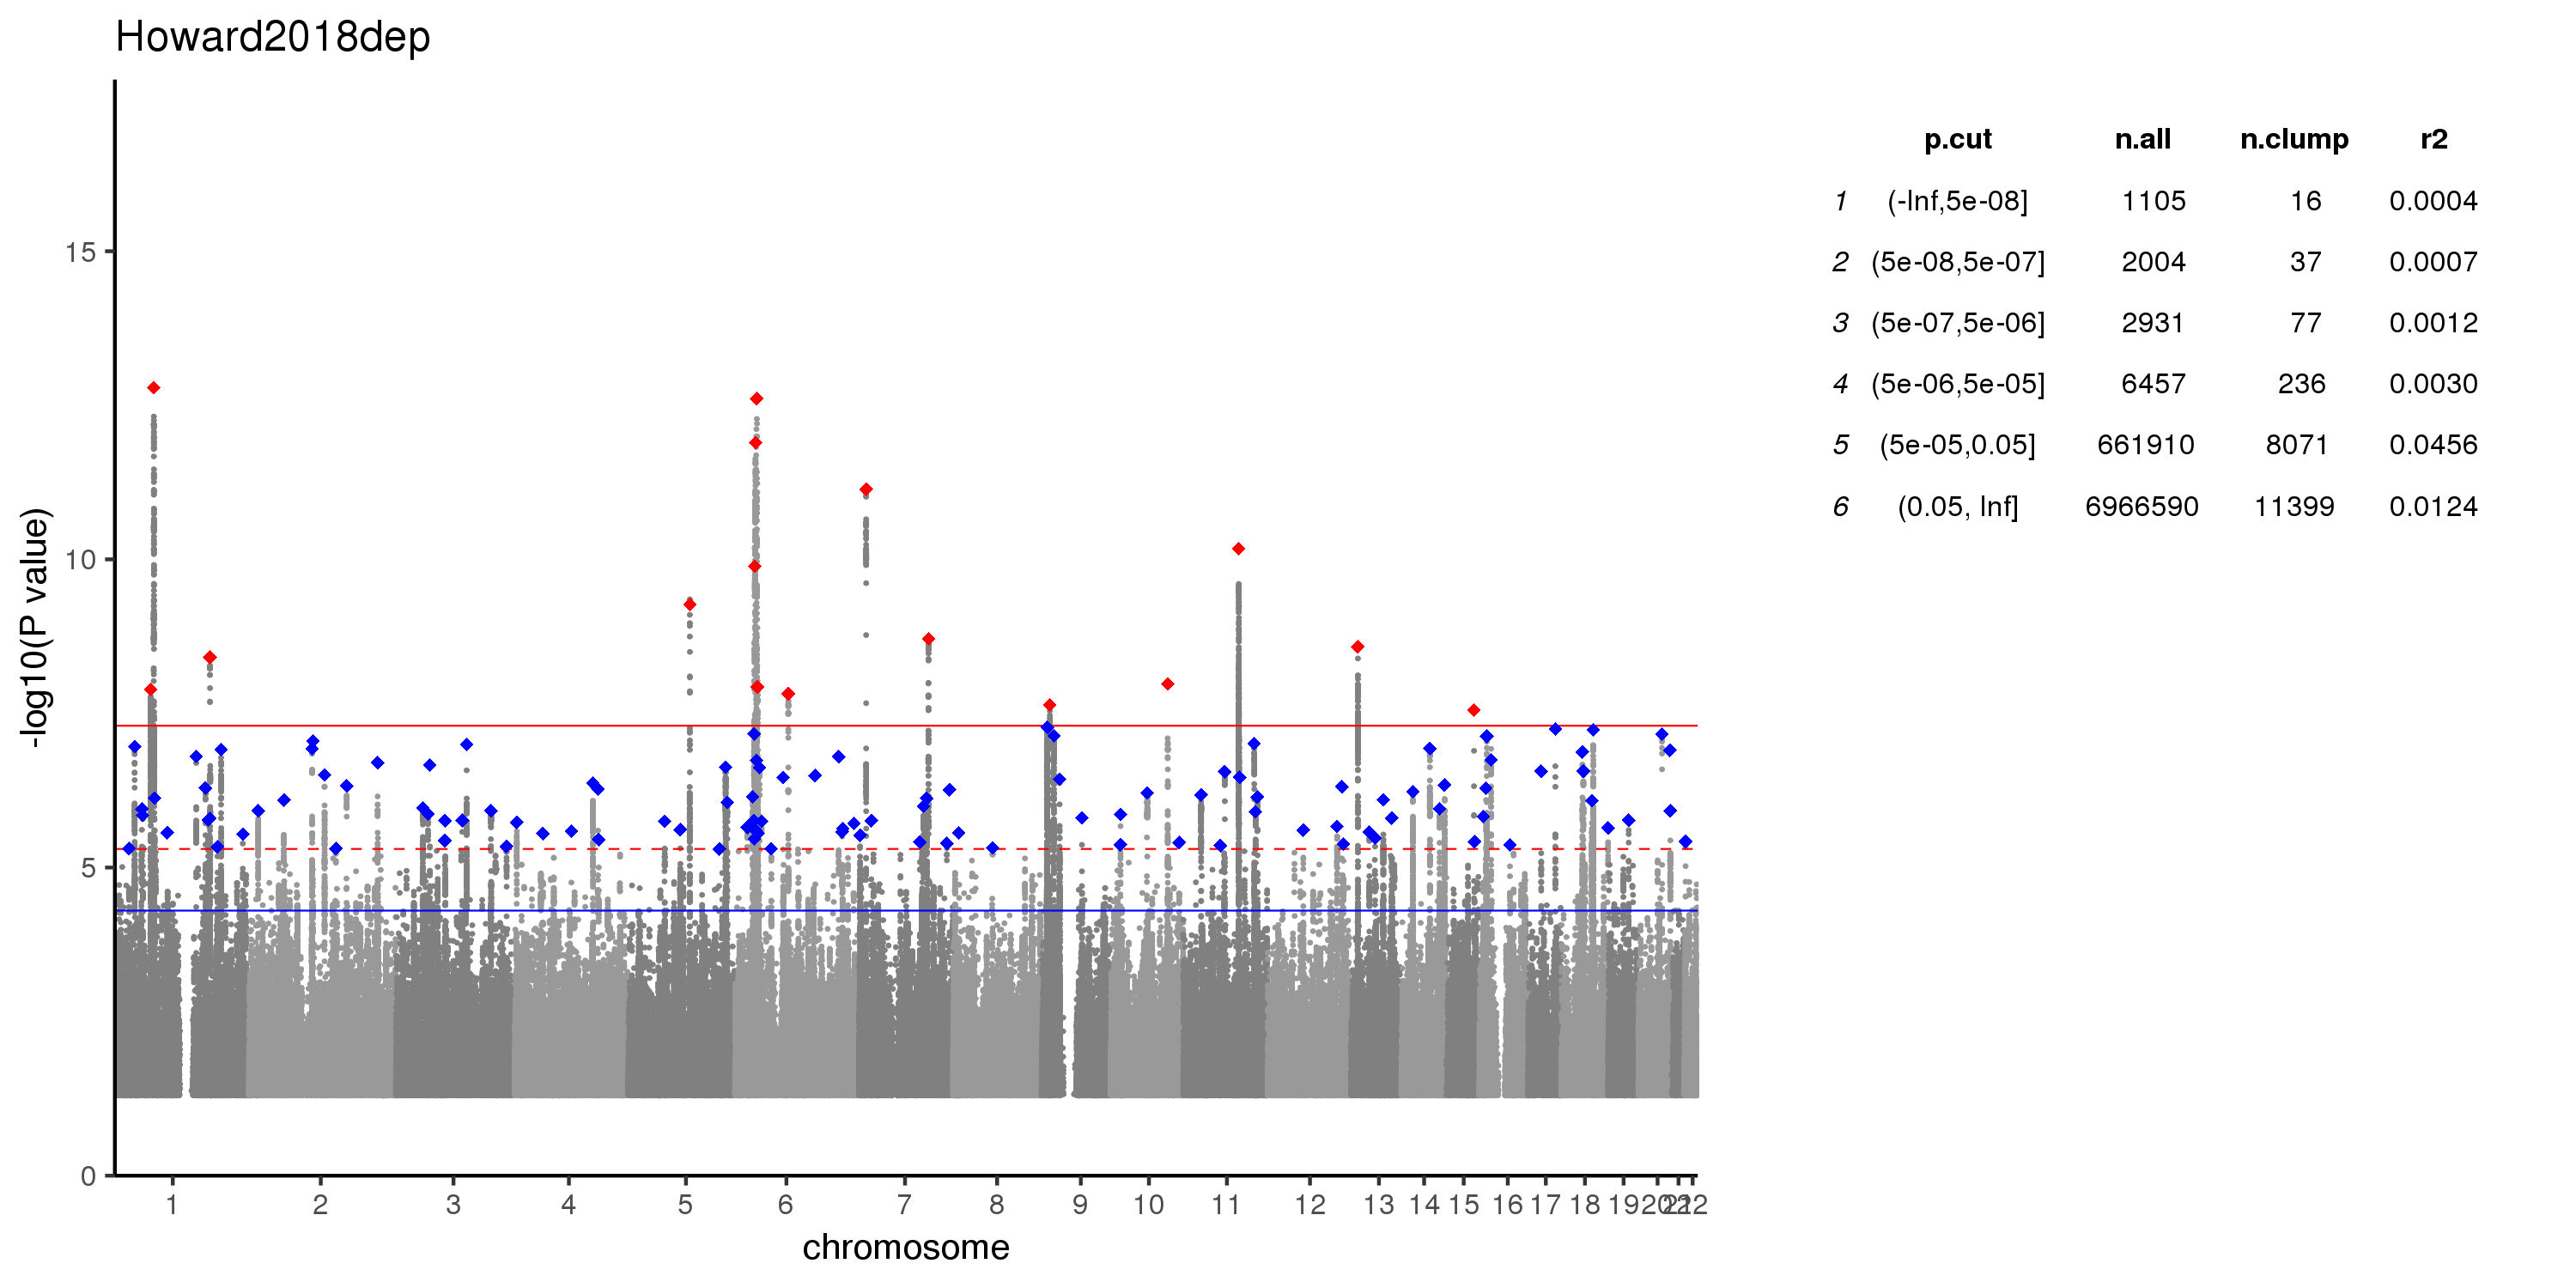 Howard2018dep
p.cut n.all n.clump r2
1 (-Inf,5e-08] 1105 16 0.0004
2 (5e-08,5e-07] 2004 37 0.0007
3 (5e-07,5e-06] 2931 77 0.0012
4 (5e-06,5e-05] 6457 236 0.0030
5 (5e-05,0.05] 661910 8071 0.0456
6 (0.05, Inf] 6966590 11399 0.0124
-log10(P value)
15
10
5
0
1 2 3 4 5 6 7 8 9 10 11 12 13 14 15 16 17 18 19 20 21 22
chromosome